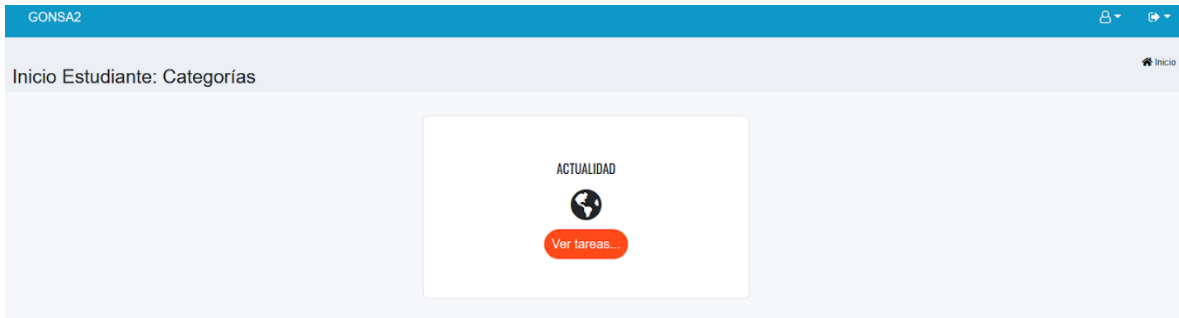 GONSA2
Inicio
Inicio Estudiante: Categorías
ACTUALIDAD
Ver tareas...